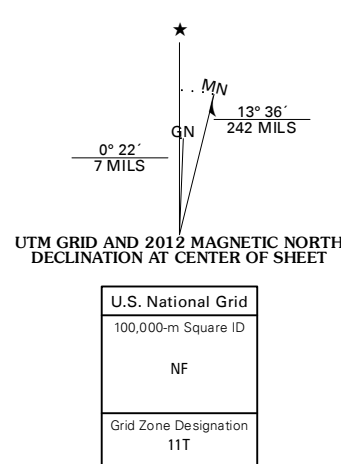 ★
MN
GN
13° 36´
242 MILS
0° 22´
7 MILS
UTM GRID AND 2012 MAGNETIC NORTH
DECLINATION AT CENTER OF SHEET
U.S. National Grid
100,000-m Square ID
NF
Grid Zone Designation
11T